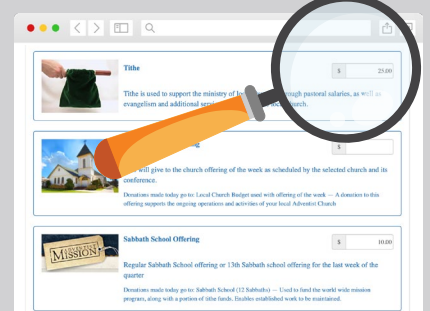 Tithe
$ 25.00
Tithe is used to support the ministry of through pastoral salaries, as well as
evangelism and additional church.
$
will give to the church offering of the week as scheduled by the selected church and its
conference.
Donations made today go to: Local Church Budget used with offering of the week — A donation to this
offering supports the ongoing operations and activities of your local Adventist Church
ADVENTIST
MISSION
Sabbath School Offering
$ 10.00
Regular Sabbath School offering or 13th Sabbath school offering for the last week of the
quarter
Donations made today go to: Sabbath School (12 Sabbaths) — Used to fund the world wide mission
program, along with a portion of tithe funds. Enables established work to be maintained.